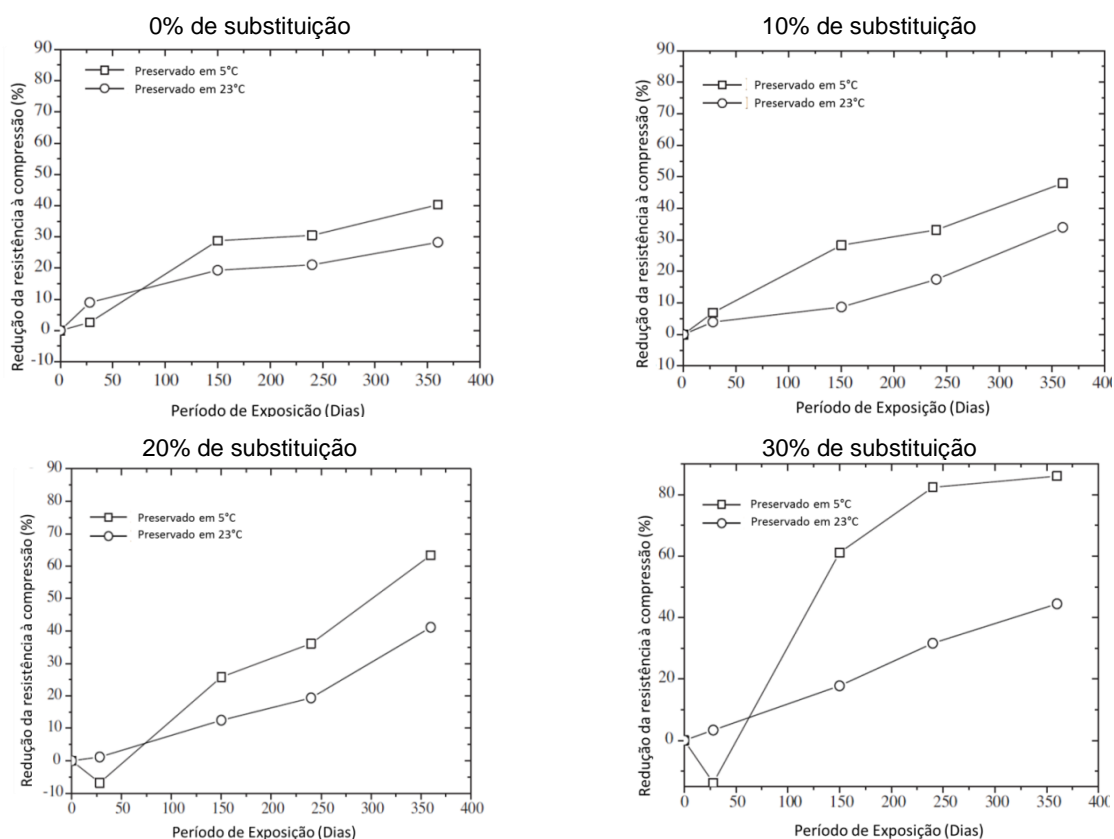 0% de substituição
90
80
70
60
50
40
30
20
10
0
-10
Redução da resistência à compressão (%)
Preservado em 5°C
Preservado em 23°C
0 50 100 150 200 250 300 350 400
Período de Exposição (Dias)
10% de substituição
90
80
70
60
50
40
30
20
10
0
10
Redução da resistência à compressão (%)
Preservado em 5°C
Preservado em 23°C
0 50 100 150 200 250 300 350 400
Período de Exposição (Dias)
20% de substituição
90
80
70
60
50
40
30
20
10
0
-10
Redução da resistência à compressão (%)
Preservado em 5°C
Preservado em 23°C
0 50 100 150 200 250 300 350 400
Período de Exposição (Dias)
30% de substituição
80
60
40
20
0
Redução da resistência à compressão (%)
Preservado em 5°C
Preservado em 23°C
0 50 100 150 200 250 300 350 400
Período de Exposição (Dias)